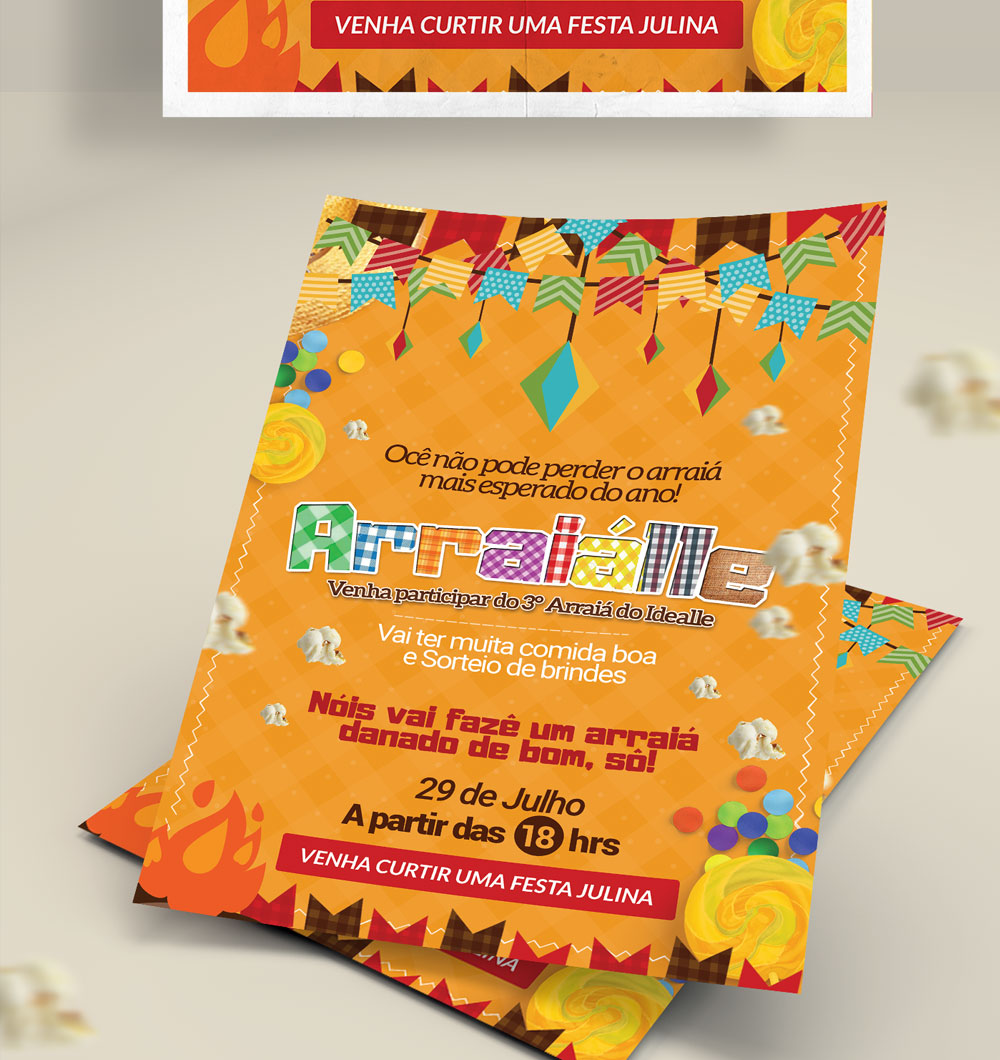 VENHA CURTIR UMA FESTA JULINA
Ocê não pode perder o arraiá
mais esperado do ano!
Arraiálle
Venha participar do 3º Arraiá do Idealle
Vai ter muita comida boa
e Sorteio de brindes
Nóis vai fazê um arraiá
danado de bom, sô!
29 de Julho
A partir das 18 hrs
VENHA CURTIR UMA FESTA JULINA
JULINA